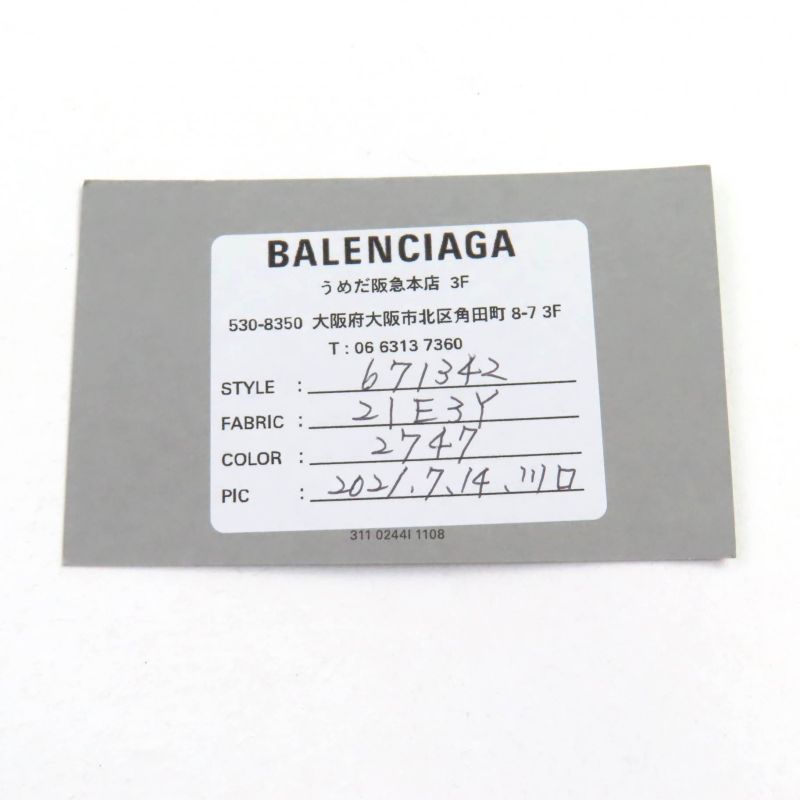 BALENCIAGA
うめだ阪急本店 3F
530-8350 大阪府大阪市北区角田町 8-7 3F
T : 06 6313 7360
STYLE : 671342
FABRIC : 21E3Y
COLOR : 2747
PIC : 2021.7.14.川口
311 0244I 1108